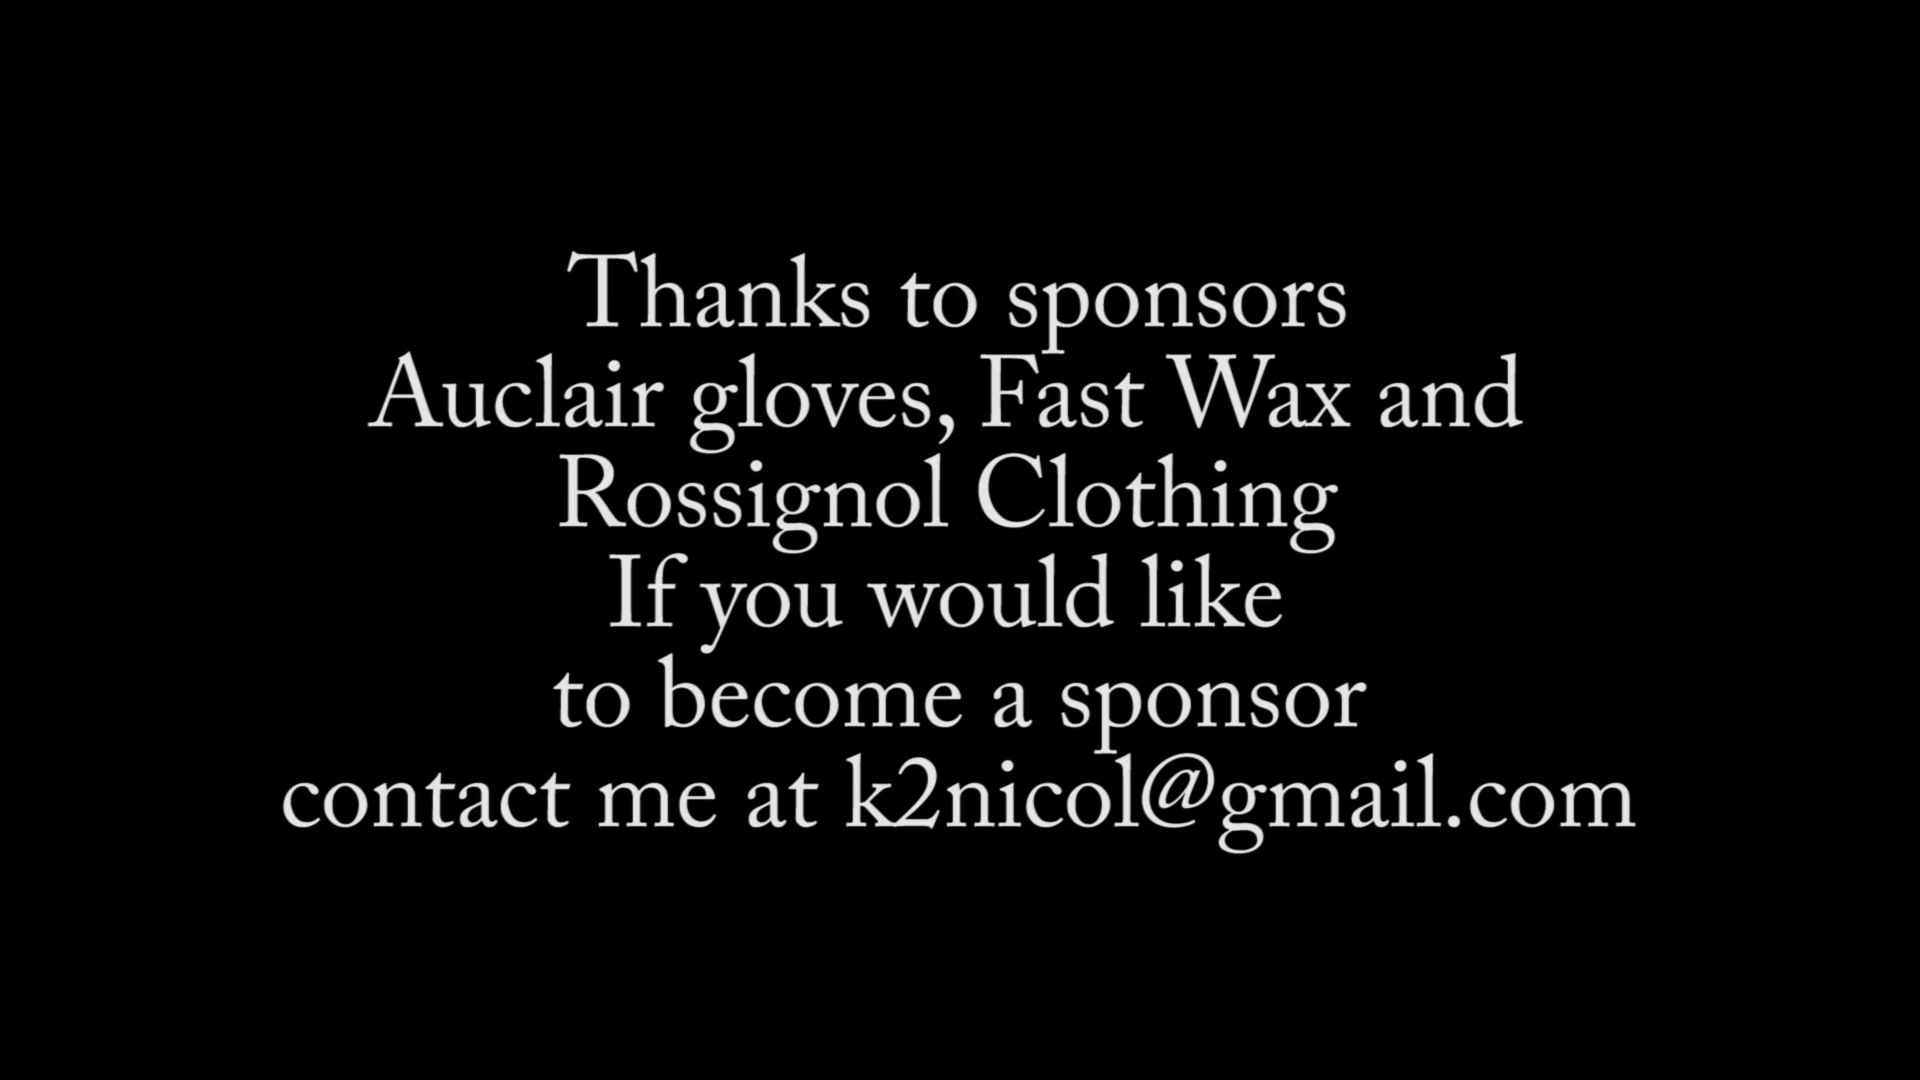 Thanks to sponsors
Auclair gloves, Fast Wax and
Rossignol Clothing
If you would like
to become a sponsor
contact me at k2nicol@gmail.com